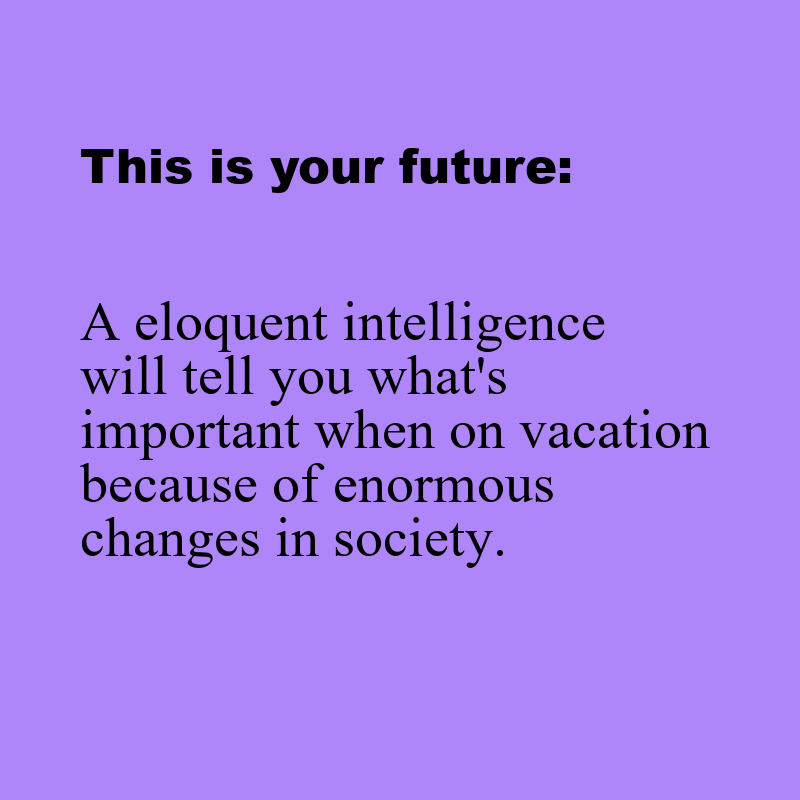 This is your future:
A eloquent intelligence
will tell you what's
important when on vacation
because of enormous
changes in society.